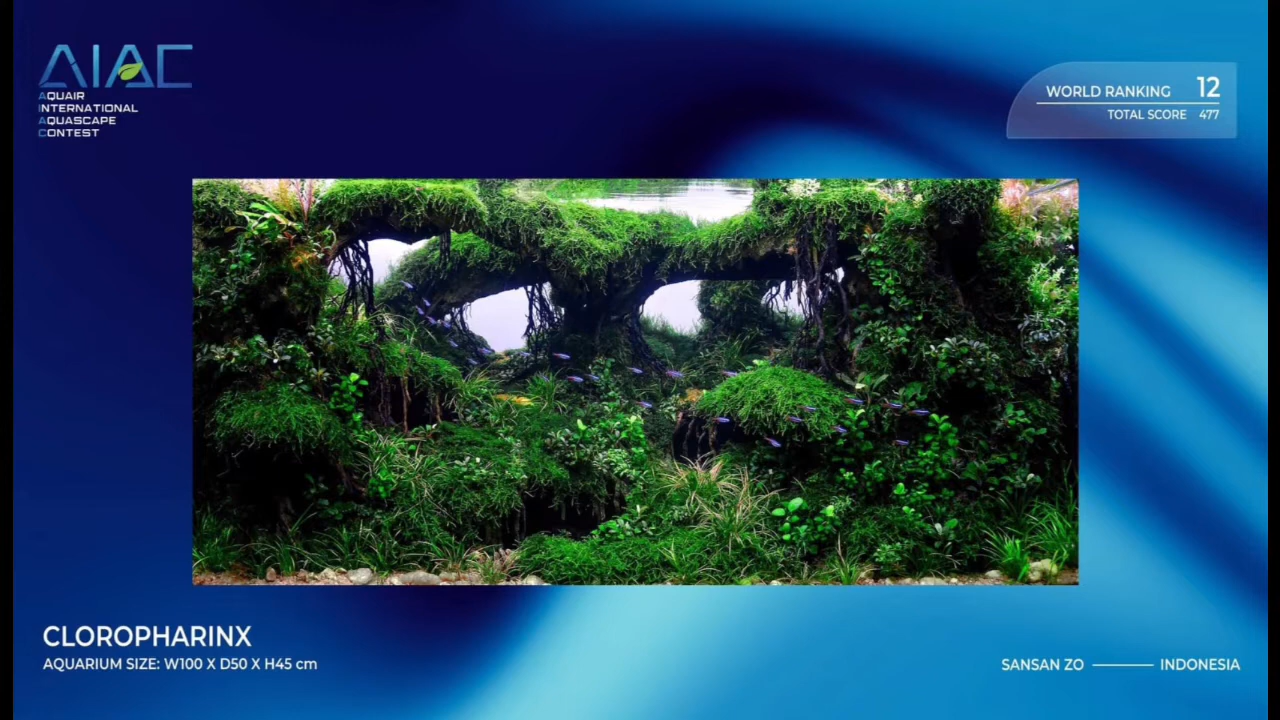 AIAC
AQUAIR
INTERNATIONAL
AQUASCAPE
CONTEST
WORLD RANKING 12
TOTAL SCORE 477
CLOROPHARINX
AQUARIUM SIZE: W100 X D50 X H45 cm
SANSAN ZO INDONESIA